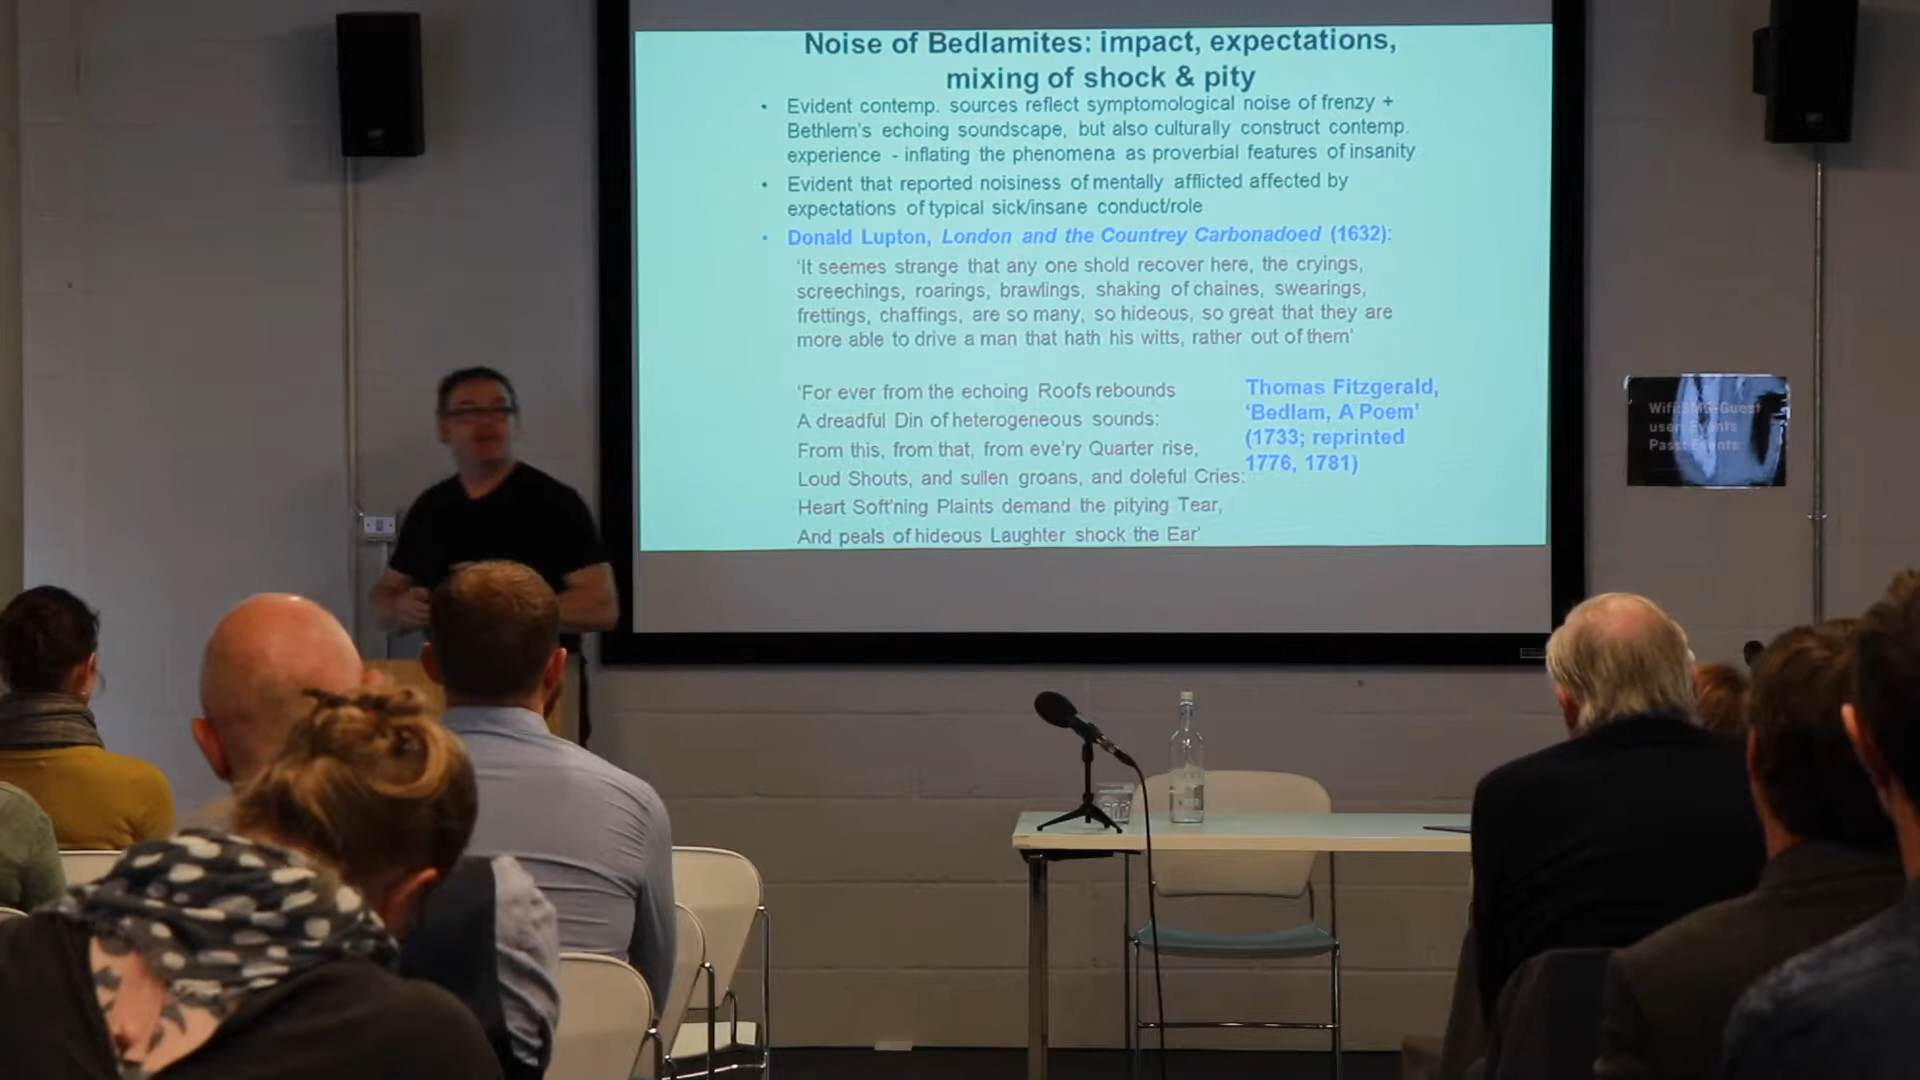 Noise of Bedlamites: impact, expectations,
mixing of shock & pity
• Evident contemp. sources reflect symptomological noise of frenzy +
Bethlem's echoing soundscape, but also culturally construct contemp.
experience - inflating the phenomena as proverbial features of insanity
• Evident that reported noisiness of mentally afflicted affected by
expectations of typical sick/insane conduct/role
• Donald Lupton, London and the Countrey Carbonadoed (1632):
'It seemes strange that any one shold recover here, the cryings,
screechings, roarings, brawlings, shaking of chaines, swearings,
frettings, chaffings, are so many, so hideous, so great that they are
more able to drive a man that hath his witts, rather out of them'
'For ever from the echoing Roofs rebounds
A dreadful Din of heterogeneous sounds:
From this, from that, from eve'ry Quarter rise,
Loud Shouts, and sullen groans, and doleful Cries:
Heart Soft'ning Plaints demand the pitying Tear,
And peals of hideous Laughter shock the Ear'
Thomas Fitzgerald,
'Bedlam, A Poem'
(1733; reprinted
1776, 1781)
Wifi: SMG-Guest
user: Events
Pass: Events